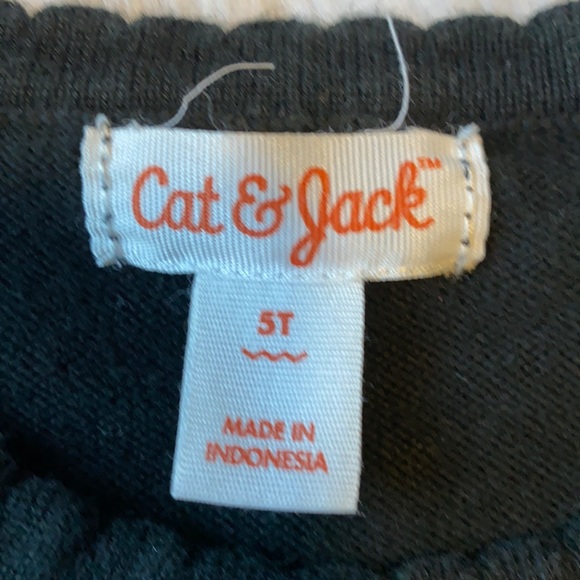 Cat & Jack™
5T
MADE IN
INDONESIA